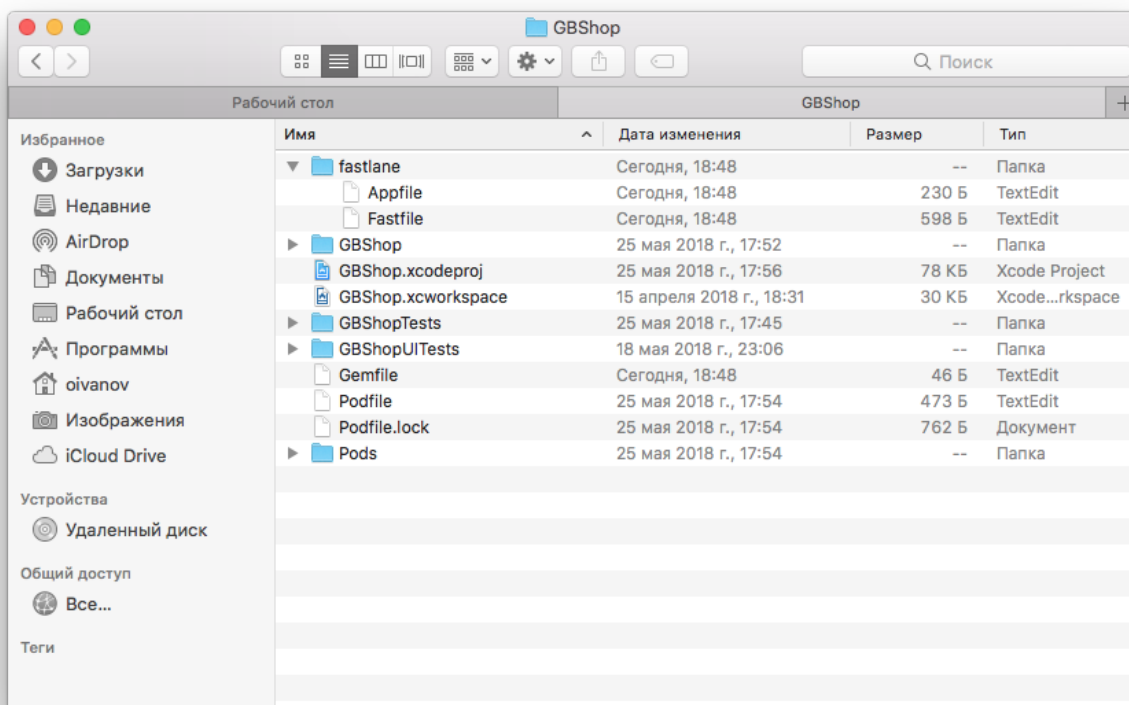 GBShop
Поиск
Рабочий стол GBShop
Избранное
Загрузки
Недавние
AirDrop
Документы
Рабочий стол
Программы
oivanov
Изображения
iCloud Drive
Устройства
Удаленный диск
Общий доступ
Все...
Теги
Имя Дата изменения Размер Тип
fastlane Сегодня, 18:48 -- Папка
Appfile Сегодня, 18:48 230 Б TextEdit
Fastfile Сегодня, 18:48 598 Б TextEdit
GBShop 25 мая 2018 г., 17:52 -- Папка
GBShop.xcodeproj 25 мая 2018 г., 17:56 78 КБ Xcode Project
GBShop.xcworkspace 15 апреля 2018 г., 18:31 30 КБ Xcode...rkspace
GBShopTests 25 мая 2018 г., 17:45 -- Папка
GBShopUITests 18 мая 2018 г., 23:06 -- Папка
Gemfile Сегодня, 18:48 46 Б TextEdit
Podfile 25 мая 2018 г., 17:54 473 Б TextEdit
Podfile.lock 25 мая 2018 г., 17:54 762 Б Документ
Pods 25 мая 2018 г., 17:54 -- Папка